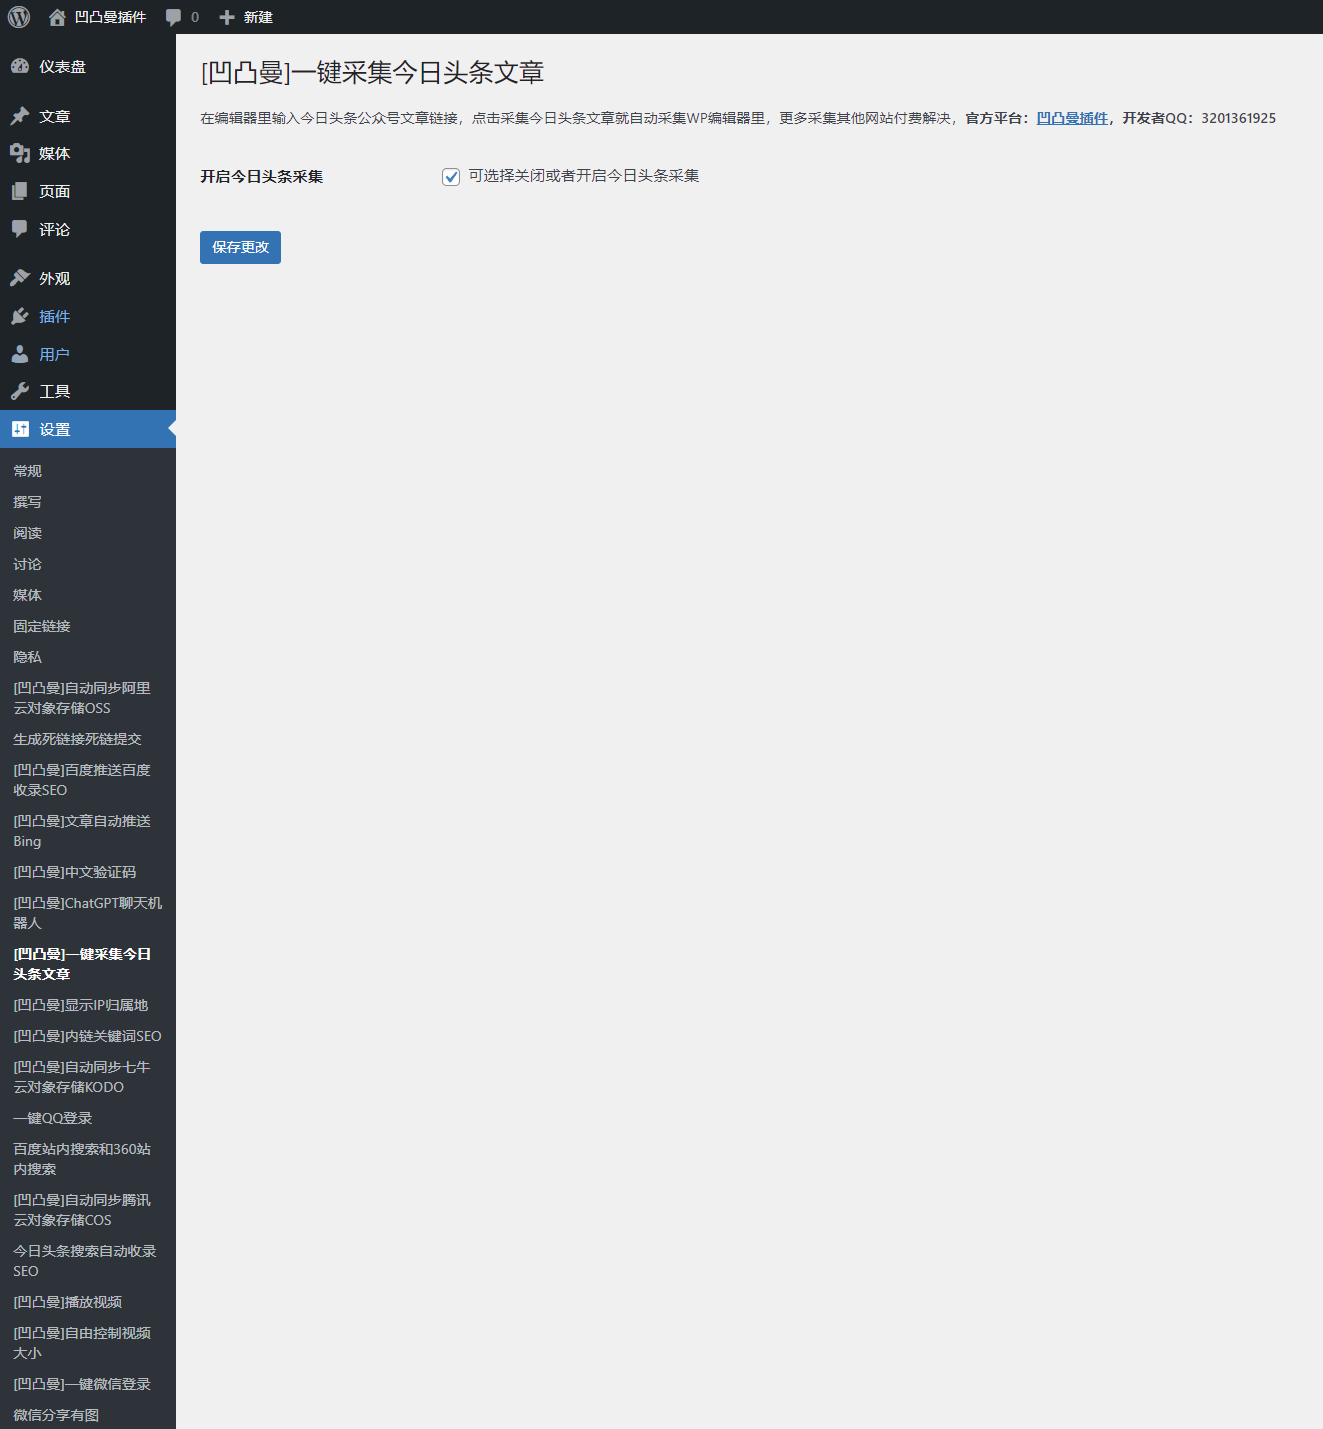 凹凸曼插件 0 新建
仪表盘
文章
媒体
页面
评论
外观
插件
用户
工具
设置
常规
撰写
阅读
讨论
媒体
固定链接
隐私
[凹凸曼]自动同步阿里
云对象存储OSS
生成死链接死链提交
[凹凸曼]百度推送百度
收录SEO
[凹凸曼]文章自动推送
Bing
[凹凸曼]中文验证码
[凹凸曼]ChatGPT聊天机
器人
[凹凸曼]一键采集今日
头条文章
[凹凸曼]显示IP归属地
[凹凸曼]内链关键词SEO
[凹凸曼]自动同步七牛
云对象存储KODO
一键QQ登录
百度站内搜索和360站
内搜索
[凹凸曼]自动同步腾讯
云对象存储COS
今日头条搜索自动收录
SEO
[凹凸曼]播放视频
[凹凸曼]自由控制视频
大小
[凹凸曼]一键微信登录
微信分享有图
[凹凸曼]一键采集今日头条文章
在编辑器里输入今日头条公众号文章链接，点击采集今日头条文章就自动采集WP编辑器里，更多采集其他网站付费解决，官方平台：凹凸曼插件，开发者QQ：3201361925
开启今日头条采集 可选择关闭或者开启今日头条采集
保存更改